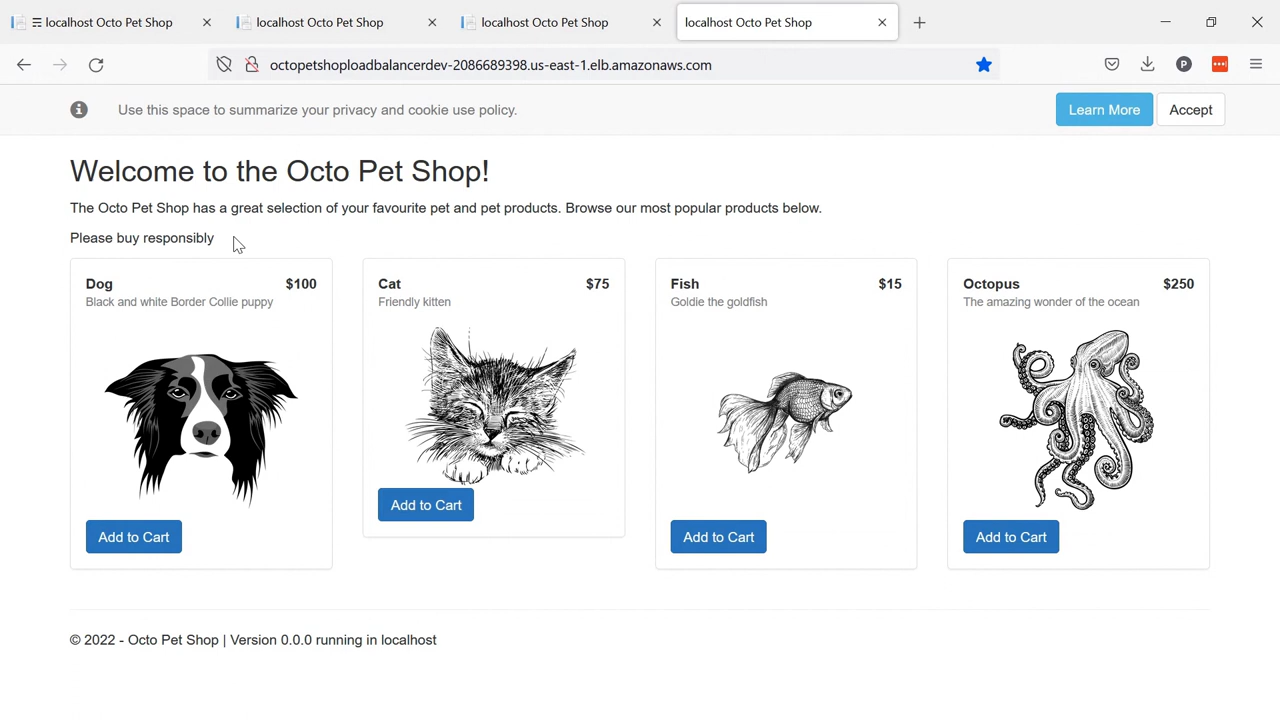 ☴ localhost Octo Pet Shop
localhost Octo Pet Shop
localhost Octo Pet Shop
localhost Octo Pet Shop
octopetshoploadbalancerdev-2086689398.us-east-1.elb.amazonaws.com
P
Use this space to summarize your privacy and cookie use policy.
Learn More
Accept
Welcome to the Octo Pet Shop!
The Octo Pet Shop has a great selection of your favourite pet and pet products. Browse our most popular products below.
Please buy responsibly
Dog $100
Black and white Border Collie puppy
Add to Cart
Cat $75
Friendly kitten
Add to Cart
Fish $15
Goldie the goldfish
Add to Cart
Octopus $250
The amazing wonder of the ocean
Add to Cart
© 2022 - Octo Pet Shop | Version 0.0.0 running in localhost